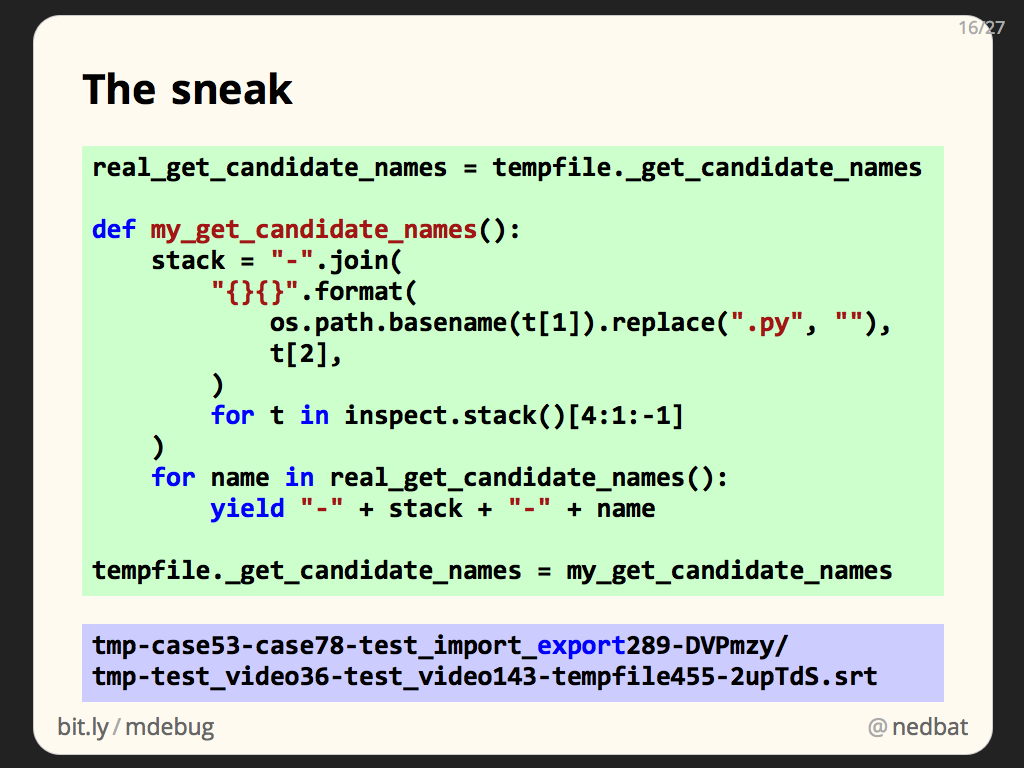 16/27
The sneak
real_get_candidate_names = tempfile._get_candidate_names
def my_get_candidate_names():
    stack = "-".join(
        "{}{}".format(
            os.path.basename(t[1]).replace(".py", ""),
            t[2],
        )
        for t in inspect.stack()[4:1:-1]
    )
    for name in real_get_candidate_names():
        yield "-" + stack + "-" + name
tempfile._get_candidate_names = my_get_candidate_names
tmp-case53-case78-test_import_export289-DVPmzy/
tmp-test_video36-test_video143-tempfile455-2upTdS.srt
bit.ly/mdebug
@nedbat